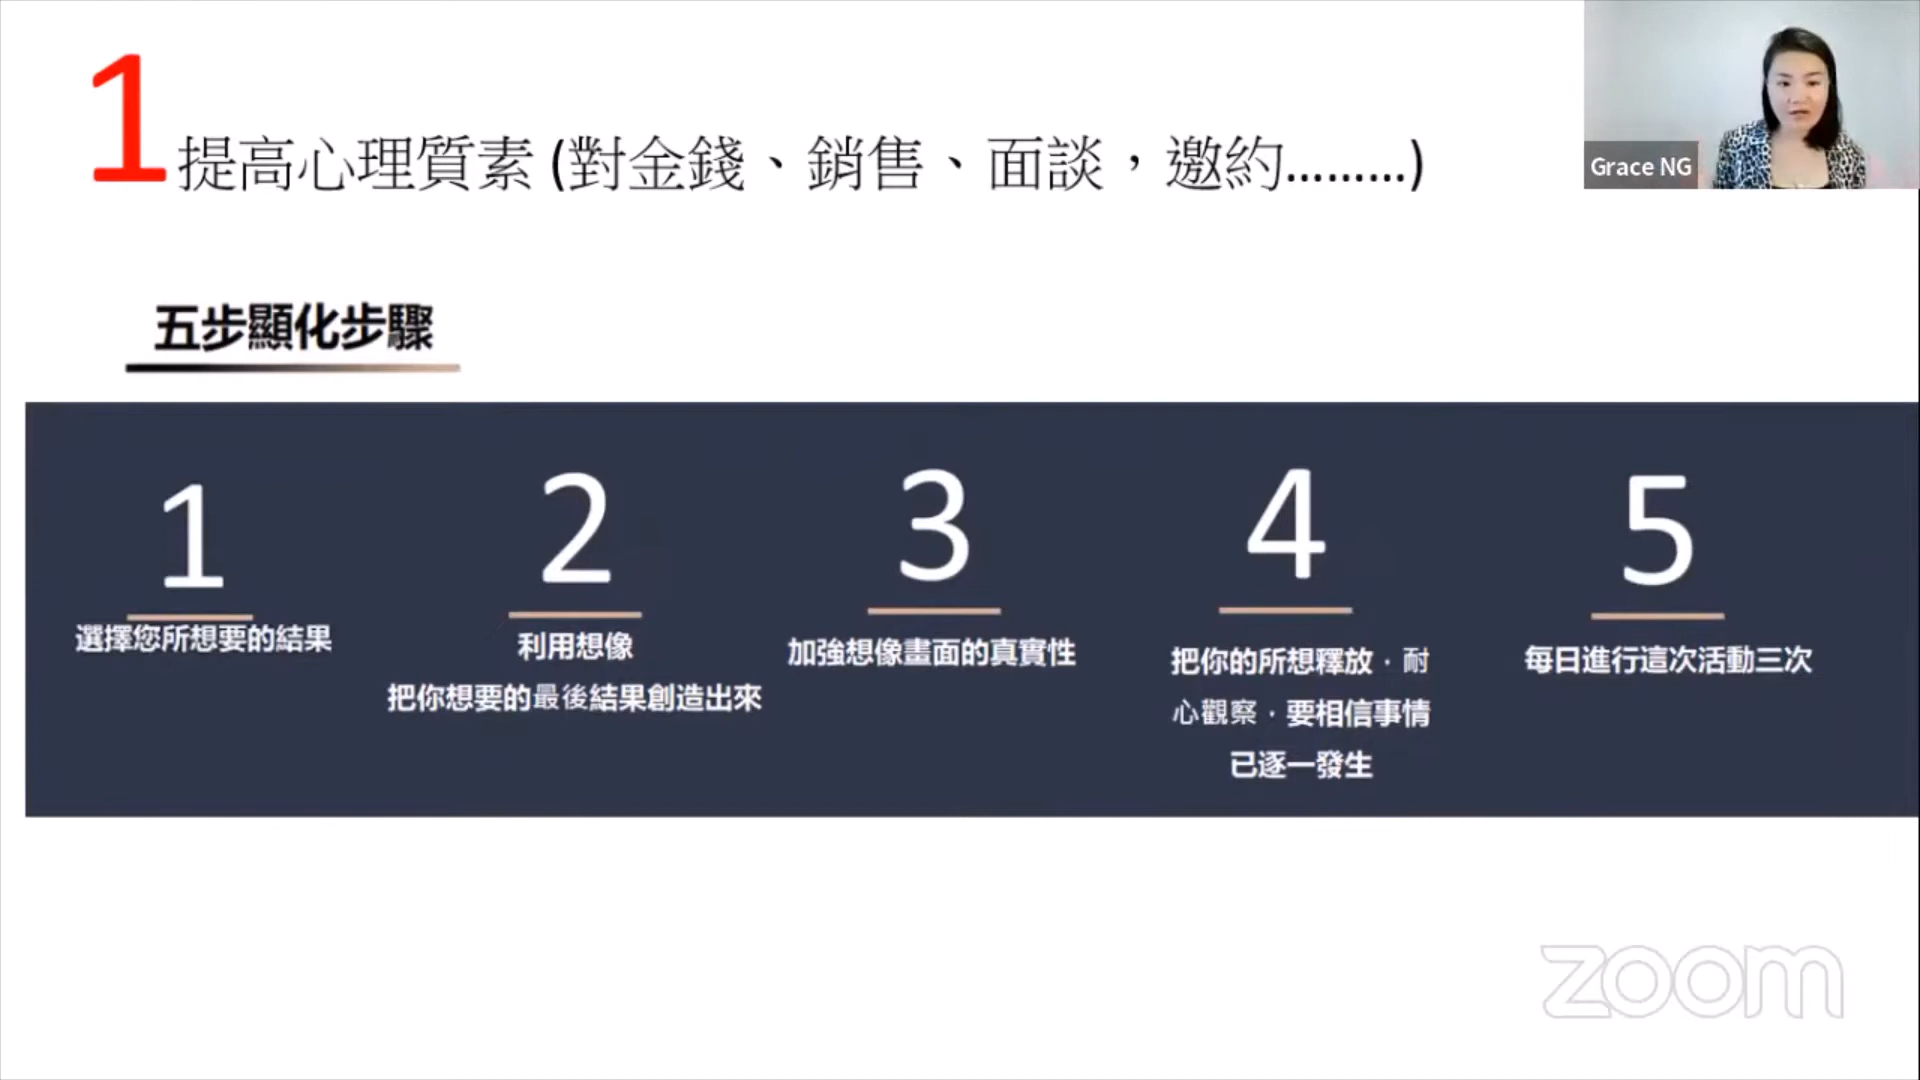 1 提高心理質素 (對金錢、銷售、面談，邀約.........)
Grace NG
五步顯化步驟
1
選擇您所想要的結果
2
利用想像
把你想要的最後結果創造出來
3
加強想像畫面的真實性
4
把你的所想釋放，耐
心觀察，要相信事情
已逐一發生
5
每日進行這次活動三次
zoom